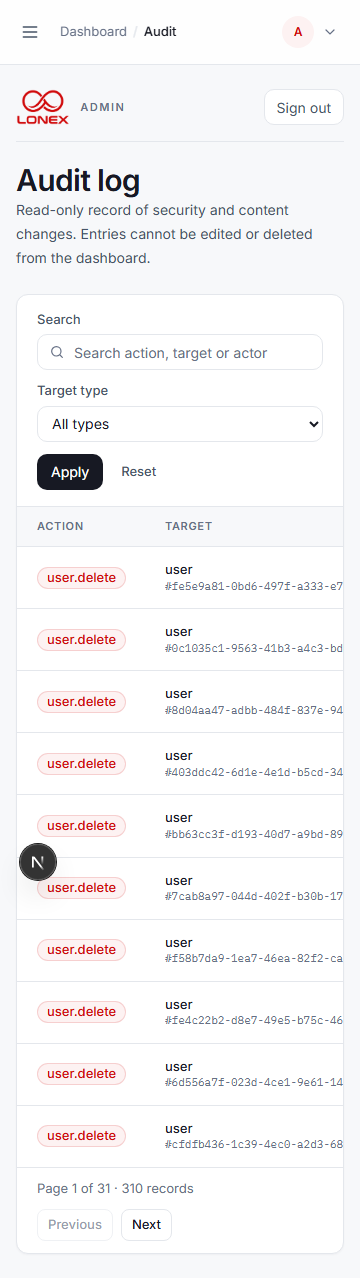 Dashboard / Audit
A
LONEX
ADMIN
Sign out
Audit log
Read-only record of security and content
changes. Entries cannot be edited or deleted
from the dashboard.
Search
Search action, target or actor
Target type
All types
Apply
Reset
ACTION
TARGET
user.delete
user
#fe5e9a81-0bd6-497f-a333-e7
user.delete
user
#0c1035c1-9563-41b3-a4c3-bd
user.delete
user
#8d04aa47-adbb-484f-837e-94
user.delete
user
#403ddc42-6d1e-4e1d-b5cd-34
user.delete
user
#bb63cc3f-d193-40d7-a9bd-89
N
user.delete
user
#7cab8a97-044d-402f-b30b-17
user.delete
user
#f58b7da9-1ea7-46ea-82f2-ca
user.delete
user
#fe4c22b2-d8e7-49e5-b75c-46
user.delete
user
#6d556a7f-023d-4ce1-9e61-14
user.delete
user
#cfdfb436-1c39-4ec0-a2d3-68
Page 1 of 31 · 310 records
Previous
Next